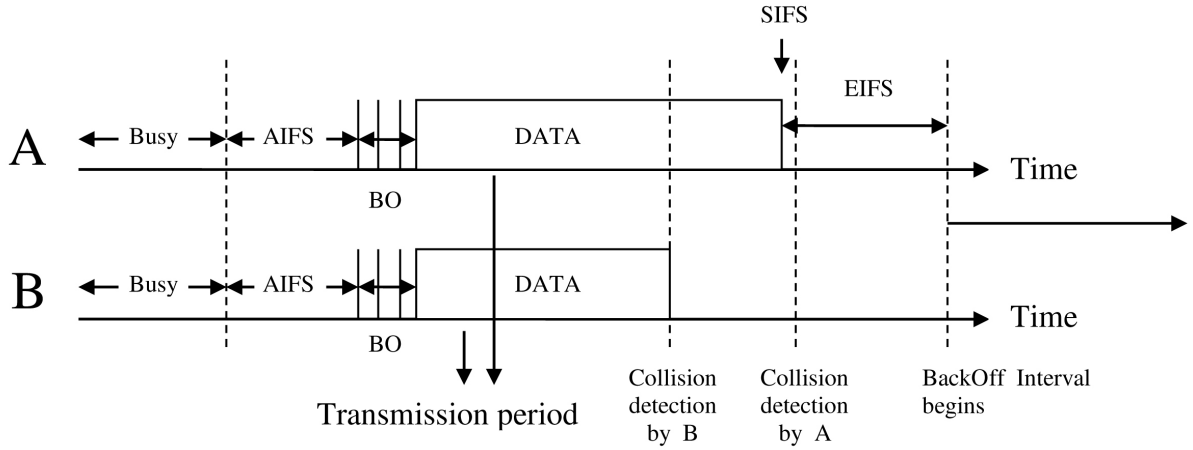 SIFS
EIFS
A
Busy
AIFS
DATA
Time
BO
B
Busy
AIFS
DATA
Time
BO
Transmission period
Collision
detection
by B
Collision
detection
by A
BackOff Interval
begins